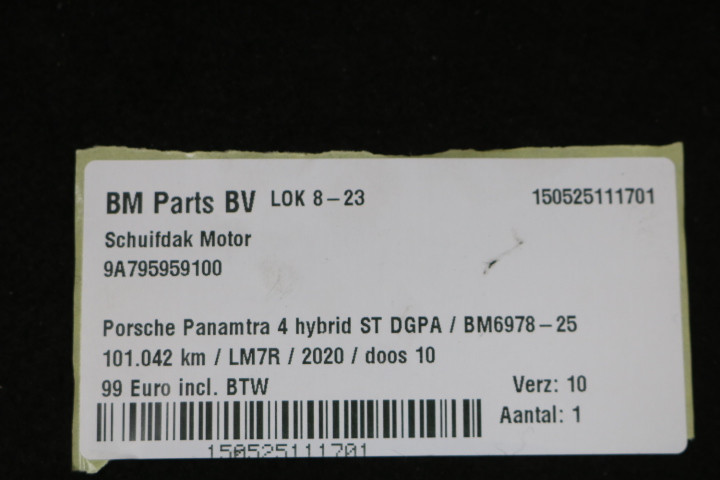 BM Parts BV LOK 8-23 150525111701
Schuifdak Motor
9A795959100
Porsche Panamtra 4 hybrid ST DGPA / BM6978-25
101.042 km / LM7R / 2020 / doos 10
99 Euro incl. BTW Verz: 10
Aantal: 1
150525111701